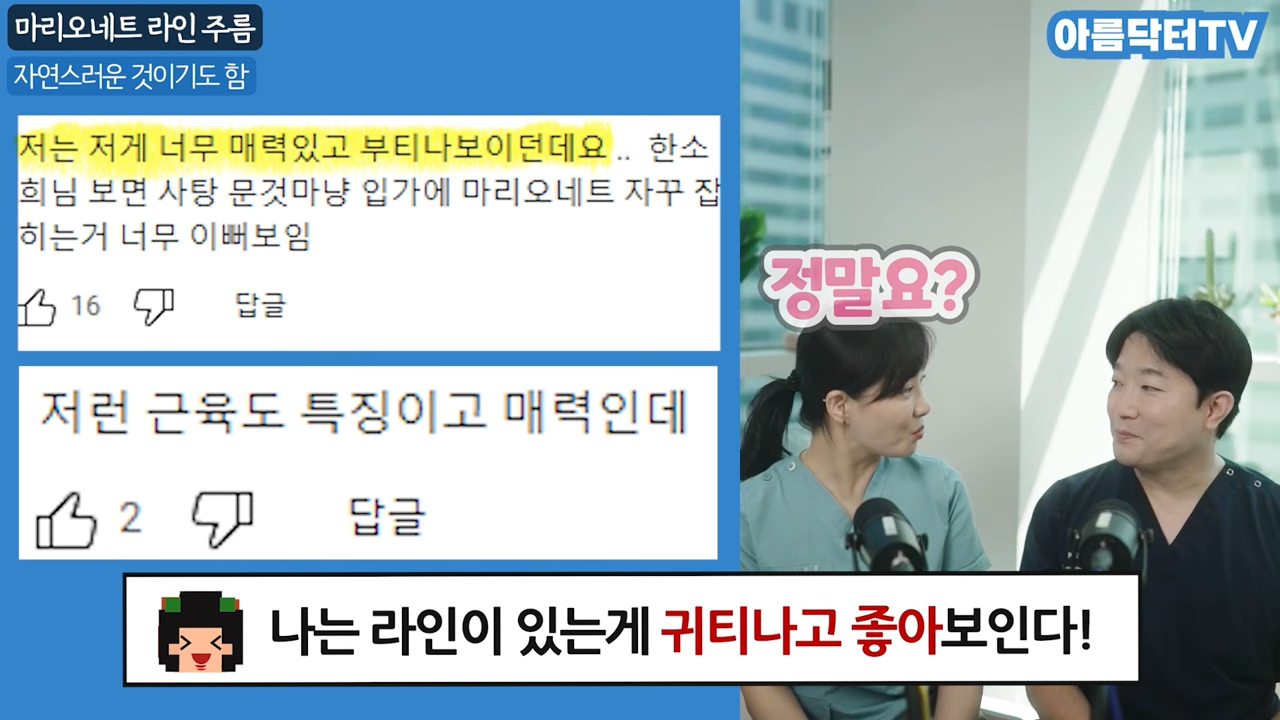 마리오네트 라인 주름
자연스러운 것이기도 함
아름닥터TV
저는 저게 너무 매력있고 부티나보이던데요.. 한소
희님 보면 사탕 문것마냥 입가에 마리오네트 자꾸 잡
히는거 너무 이뻐보임
16 답글
저런 근육도 특징이고 매력인데
2 답글
정말요?
나는 라인이 있는게 귀티나고 좋아보인다!